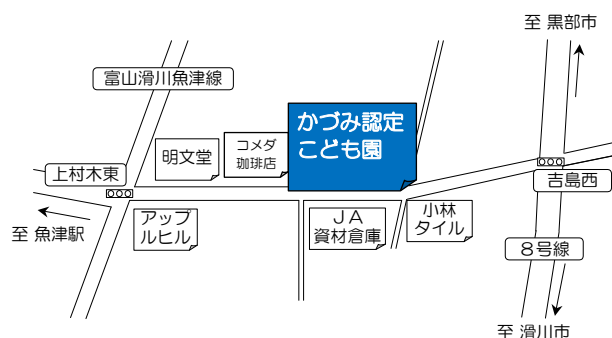 至 黒部市
富山滑川魚津線
かづみ認定
こども園
コメダ
珈琲店
明文堂
上村木東
吉島西
至 魚津駅
アップ
ルヒル
JA
資材倉庫
小林
タイル
8号線
至 滑川市